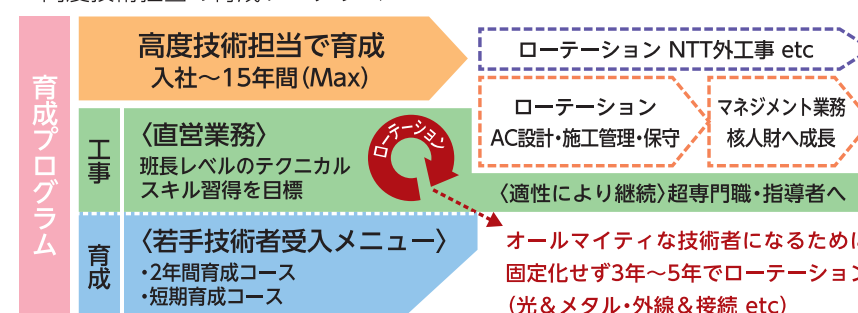 育成プログラム
高度技術担当で育成
入社～15年間(Max)
工事
〈直営業務〉
班長レベルのテクニカル
スキル習得を目標
ローテーション
育成
〈若手技術者受入メニュー〉
・2年間育成コース
・短期育成コース
ローテーション NTT外工事 etc
ローテーション
AC設計・施工管理・保守
マネジメント業務
核人財へ成長
〈適性により継続〉超専門職・指導者へ
オールマイティな技術者になるために
固定化せず3年～5年でローテーション
(光＆メタル・外線＆接続 etc)